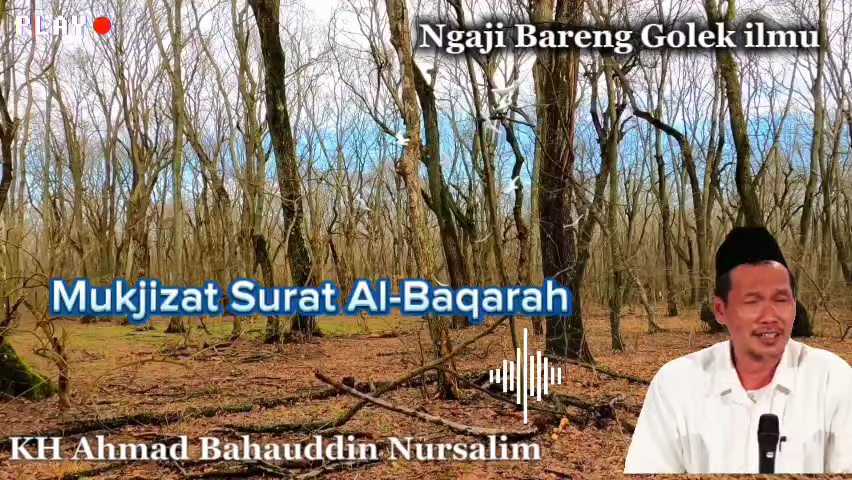 PLAY
Ngaji Bareng Golek ilmu
Mukjizat Surat Al-Baqarah
KH Ahmad Bahauddin Nursalim